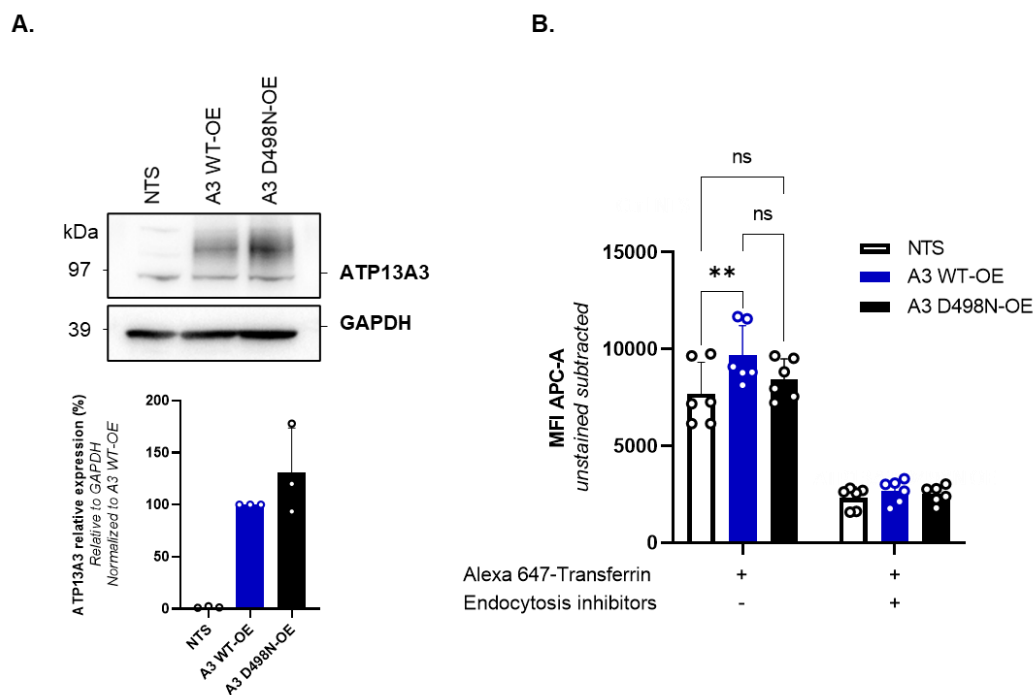 A.
B.
NTS
A3 WT-OE
A3 D498N-OE
kDa
97
ATP13A3
39
GAPDH
ATP13A3 relative expression (%)
Relative to GAPDH
Normalized to A3 WT-OE
200
150
100
50
0
NTS
A3 WT-OE
A3 D498N-OE
ns
ns
**
NTS
A3 WT-OE
A3 D498N-OE
MFI APC-A
unstained subtracted
15000
10000
5000
0
Alexa 647-Transferrin + +
Endocytosis inhibitors - +